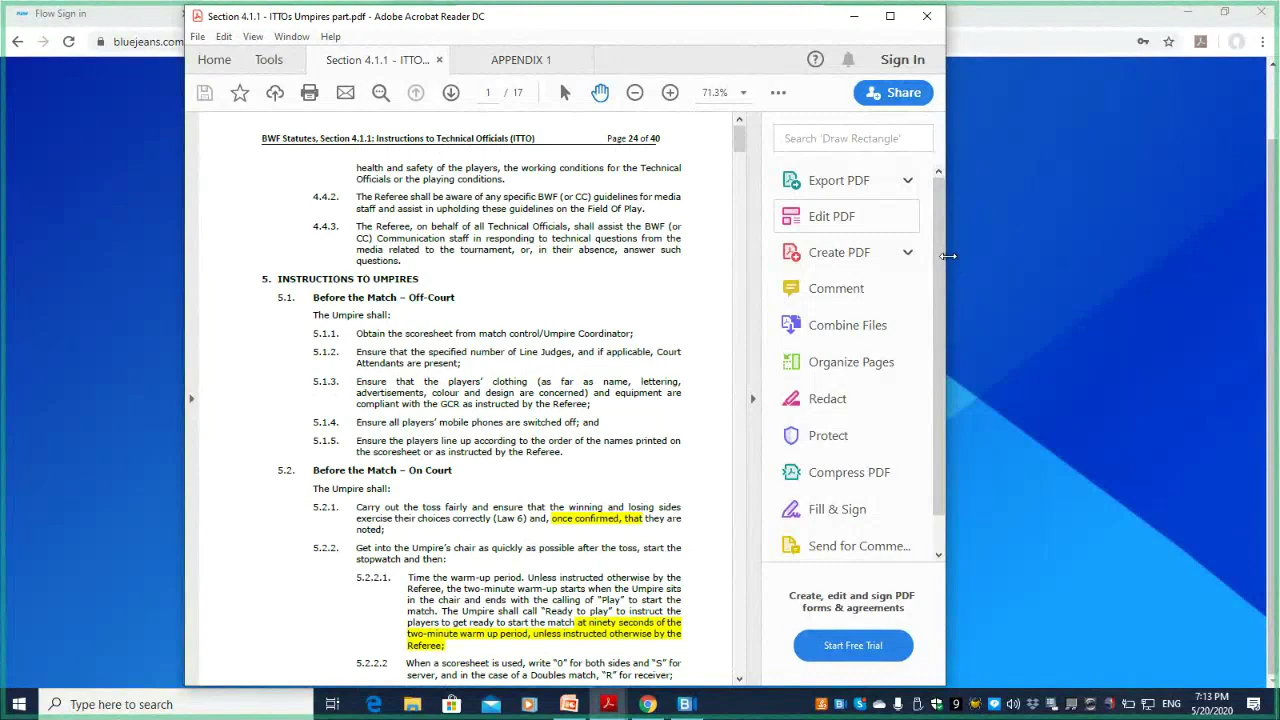 Flow Sign in
bluejeans.com
Section 4.1.1 - ITTOs Umpires part.pdf - Adobe Acrobat Reader DC
File Edit View Window Help
Home Tools Section 4.1.1 - ITTO... × APPENDIX 1 Sign In
1 / 17 71.3% Share
BWF Statutes, Section 4.1.1: Instructions to Technical Officials (ITTO) Page 24 of 40
health and safety of the players, the working conditions for the Technical
Officials or the playing conditions.
4.4.2. The Referee shall be aware of any specific BWF (or CC) guidelines for media
staff and assist in upholding these guidelines on the Field Of Play.
4.4.3. The Referee, on behalf of all Technical Officials, shall assist the BWF (or
CC) Communication staff in responding to technical questions from the
media related to the tournament, or, in their absence, answer such
questions.
5. INSTRUCTIONS TO UMPIRES
5.1. Before the Match – Off-Court
The Umpire shall:
5.1.1. Obtain the scoresheet from match control/Umpire Coordinator;
5.1.2. Ensure that the specified number of Line Judges, and if applicable, Court
Attendants are present;
5.1.3. Ensure that the players' clothing (as far as name, lettering,
advertisements, colour and design are concerned) and equipment are
compliant with the GCR as instructed by the Referee;
5.1.4. Ensure all players' mobile phones are switched off; and
5.1.5. Ensure the players line up according to the order of the names printed on
the scoresheet or as instructed by the Referee.
5.2. Before the Match – On Court
The Umpire shall:
5.2.1. Carry out the toss fairly and ensure that the winning and losing sides
exercise their choices correctly (Law 6) and, once confirmed, that they are
noted;
5.2.2. Get into the Umpire's chair as quickly as possible after the toss, start the
stopwatch and then:
5.2.2.1. Time the warm-up period. Unless instructed otherwise by the
Referee, the two-minute warm-up starts when the Umpire sits
in the chair and ends with the calling of "Play" to start the
match. The Umpire shall call "Ready to play" to instruct the
players to get ready to start the match at ninety seconds of the
two-minute warm up period, unless instructed otherwise by the
Referee;
5.2.2.2 When a scoresheet is used, write "0" for both sides and "S" for
server, and in the case of a Doubles match, "R" for receiver;
Search 'Draw Rectangle'
Export PDF
Edit PDF
Create PDF
Comment
Combine Files
Organize Pages
Redact
Protect
Compress PDF
Fill & Sign
Send for Comme...
Create, edit and sign PDF
forms & agreements
Start Free Trial
Type here to search
ENG
7:13 PM
5/20/2020